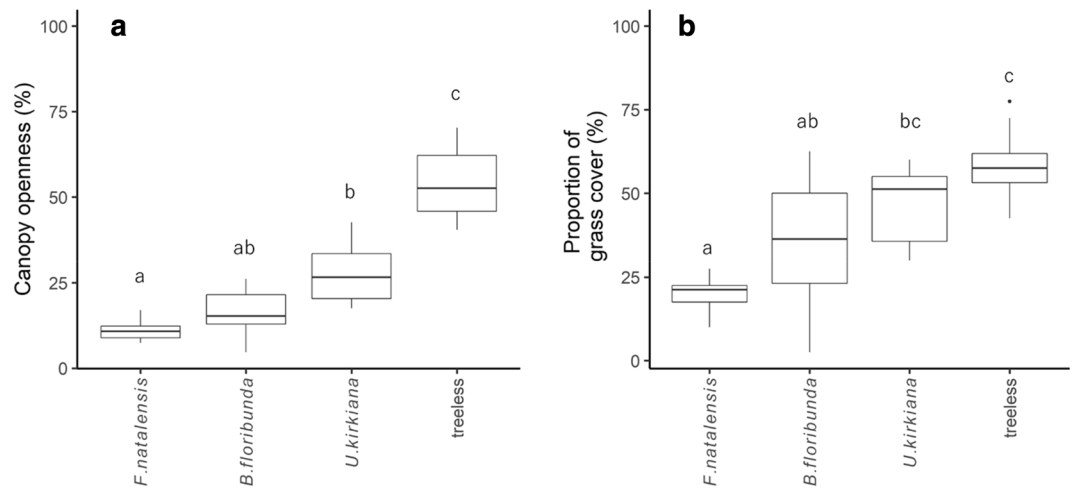 a
Canopy openness (%)
100
75
50
25
0
a
ab
b
c
F.natalensis
B.floribunda
U.kirkiana
treeless
b
Proportion of
grass cover (%)
100
75
50
25
0
a
ab
bc
c
F.natalensis
B.floribunda
U.kirkiana
treeless